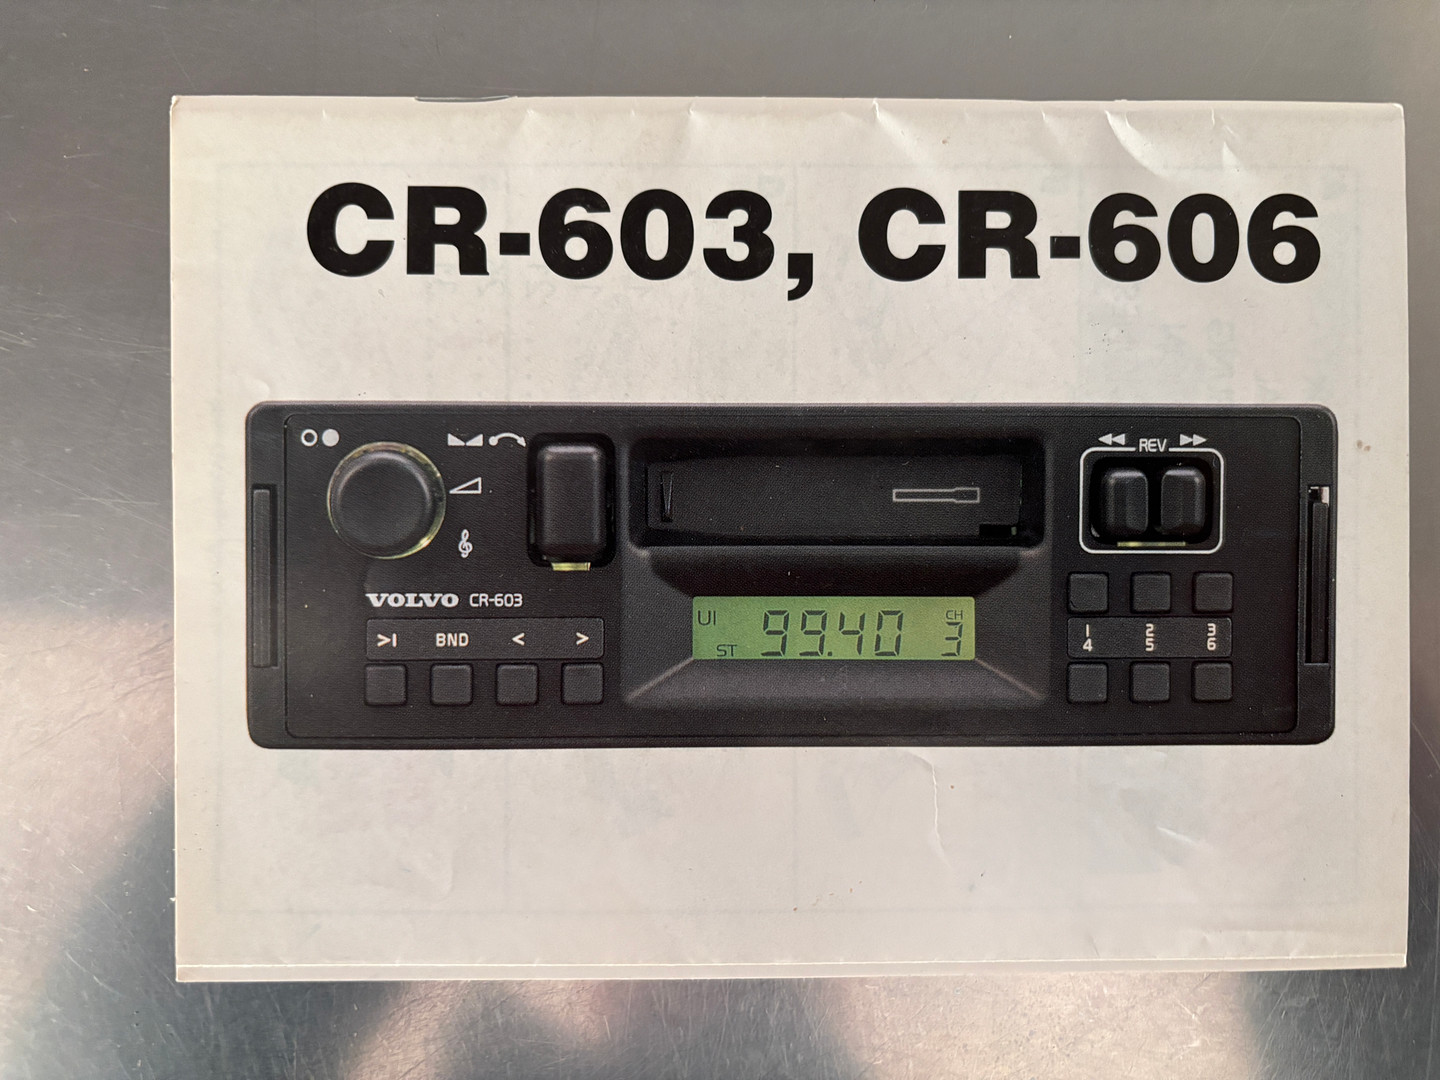 CR-603, CR-606
REV
VOLVO CR-603
UI
ST
99.40
CH
3
>I BND < >
1 2 3
4 5 6